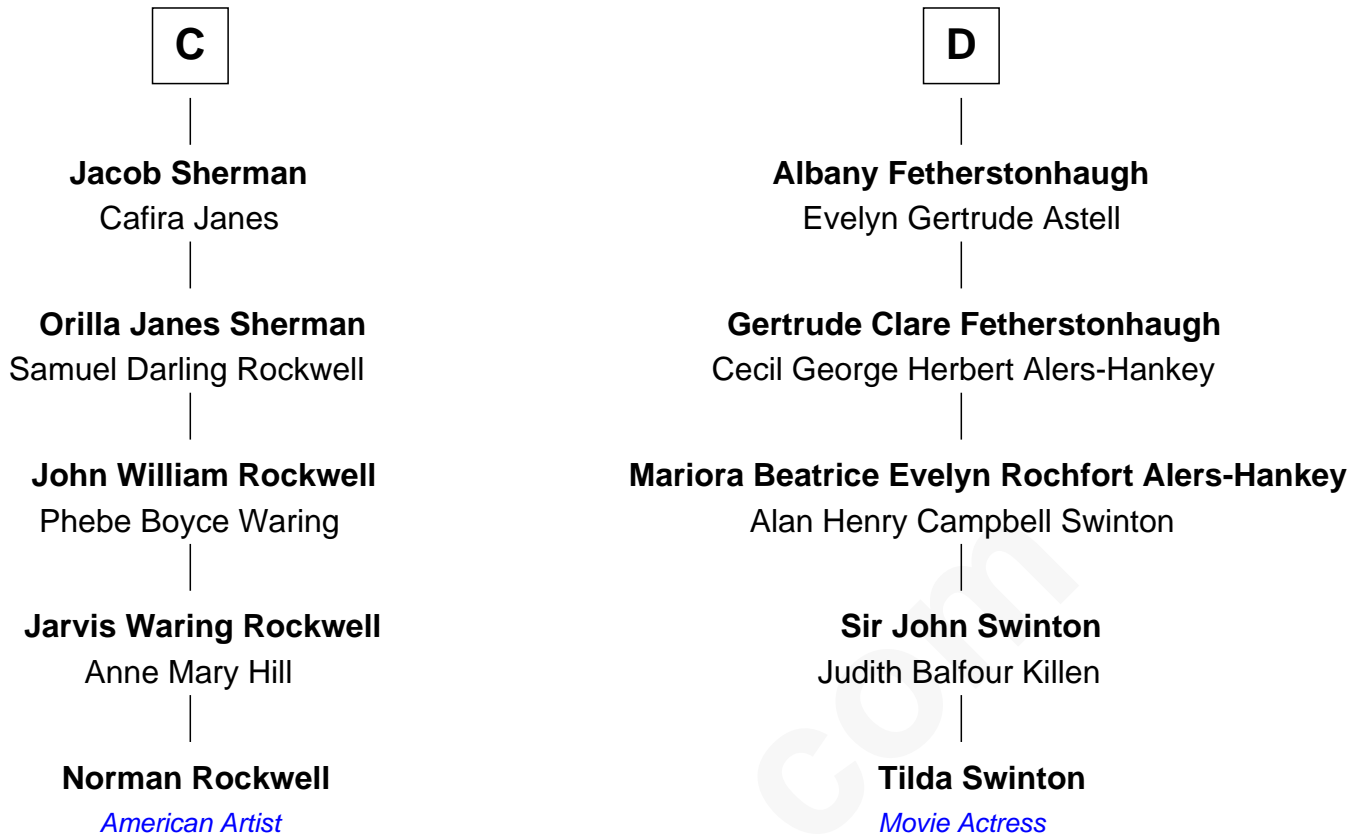 C
Jacob Sherman
Cafira Janes
Orilla Janes Sherman
Samuel Darling Rockwell
John William Rockwell
Phebe Boyce Waring
Jarvis Waring Rockwell
Anne Mary Hill
Norman Rockwell
American Artist
D
Albany Fetherstonhaugh
Evelyn Gertrude Astell
Gertrude Clare Fetherstonhaugh
Cecil George Herbert Alers-Hankey
Mariora Beatrice Evelyn Rochfort Alers-Hankey
Alan Henry Campbell Swinton
Sir John Swinton
Judith Balfour Killen
Tilda Swinton
Movie Actress
com